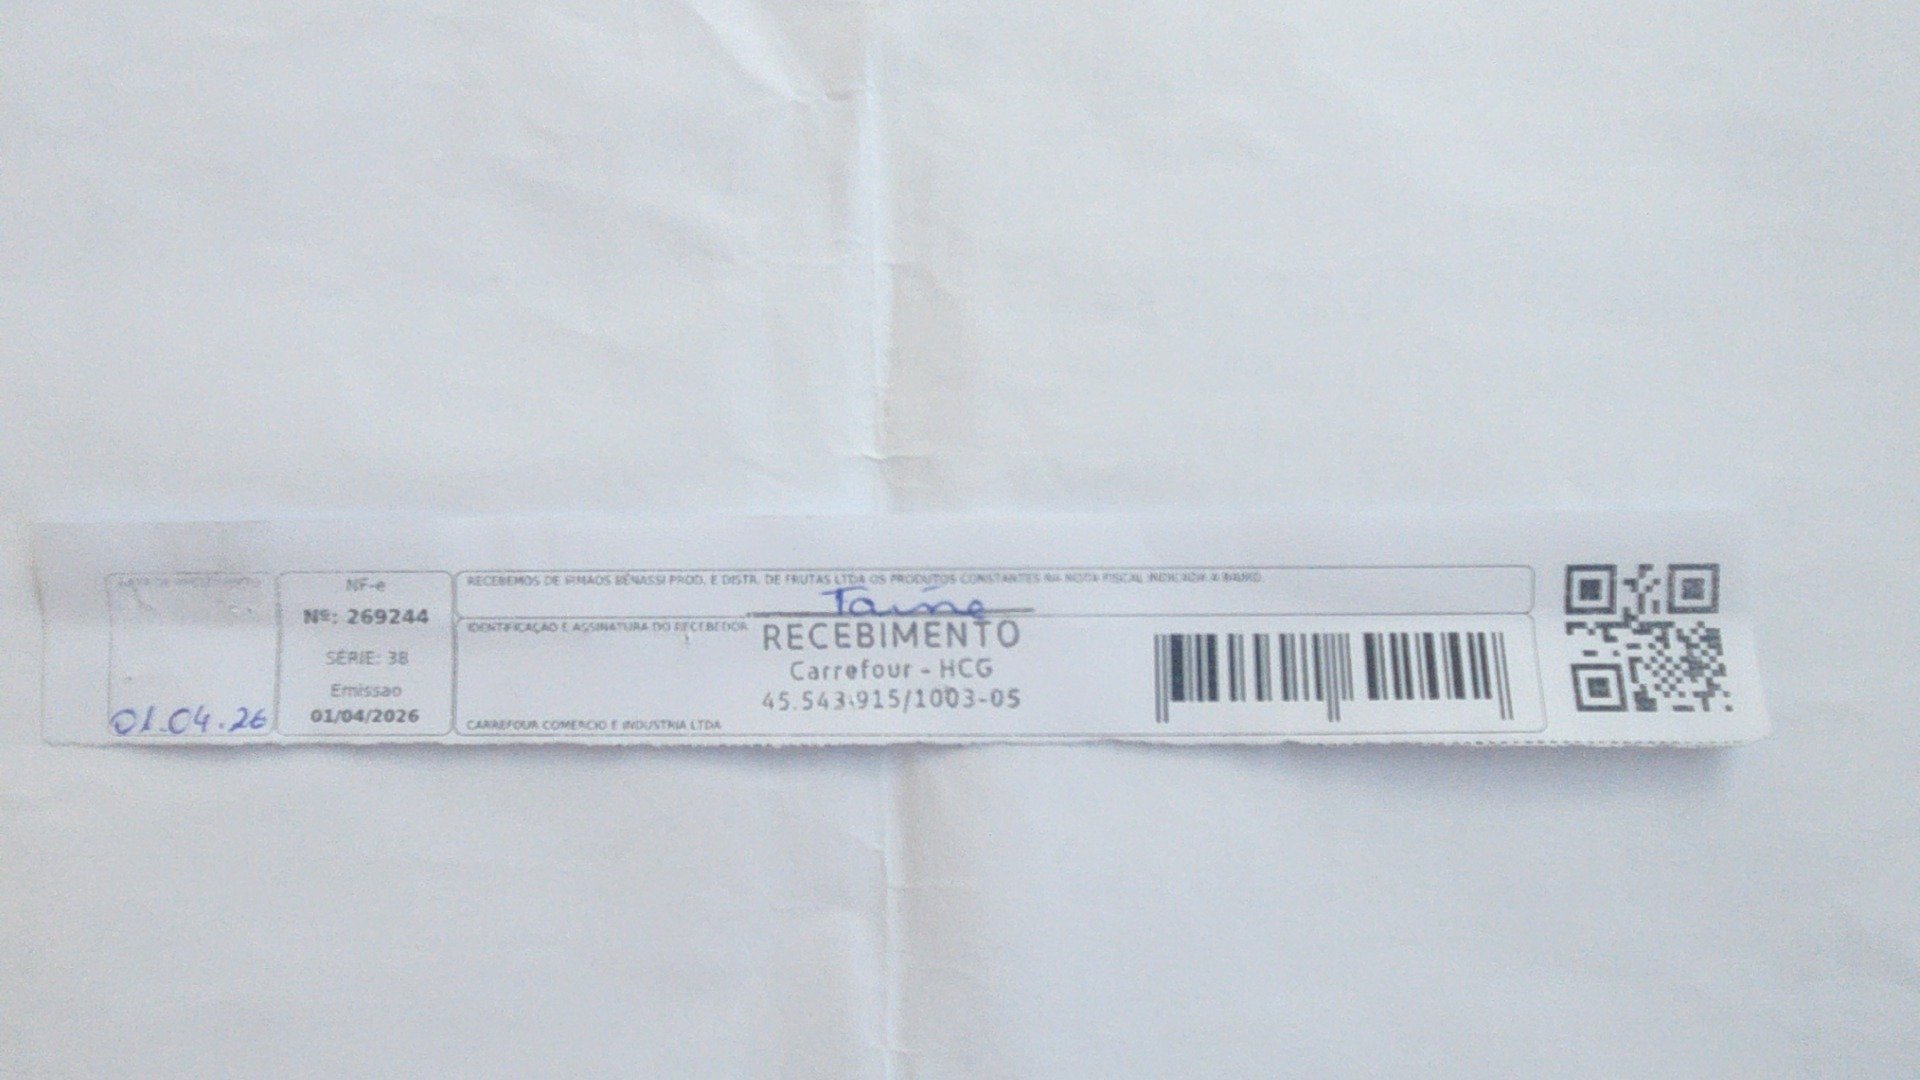 NF-e
Nº: 269244
SÉRIE: 38
Emissao
01/04/2026
01.04.26
RECEBEMOS DE RIMAOS BENASSI PROD. E DISTR. DE FRUTAS LTDA OS PRODUTOS CONSTANTES NA NOTA FISCAL INDICADA A
IDENTIFICAÇÃO E ASSINATURA DO RECEBEDOR
RECEBIMENTO
Carrefour - HCG
45.543.915/1003-05
CARREFOUR COMERCIO E INDUSTRIA LTDA